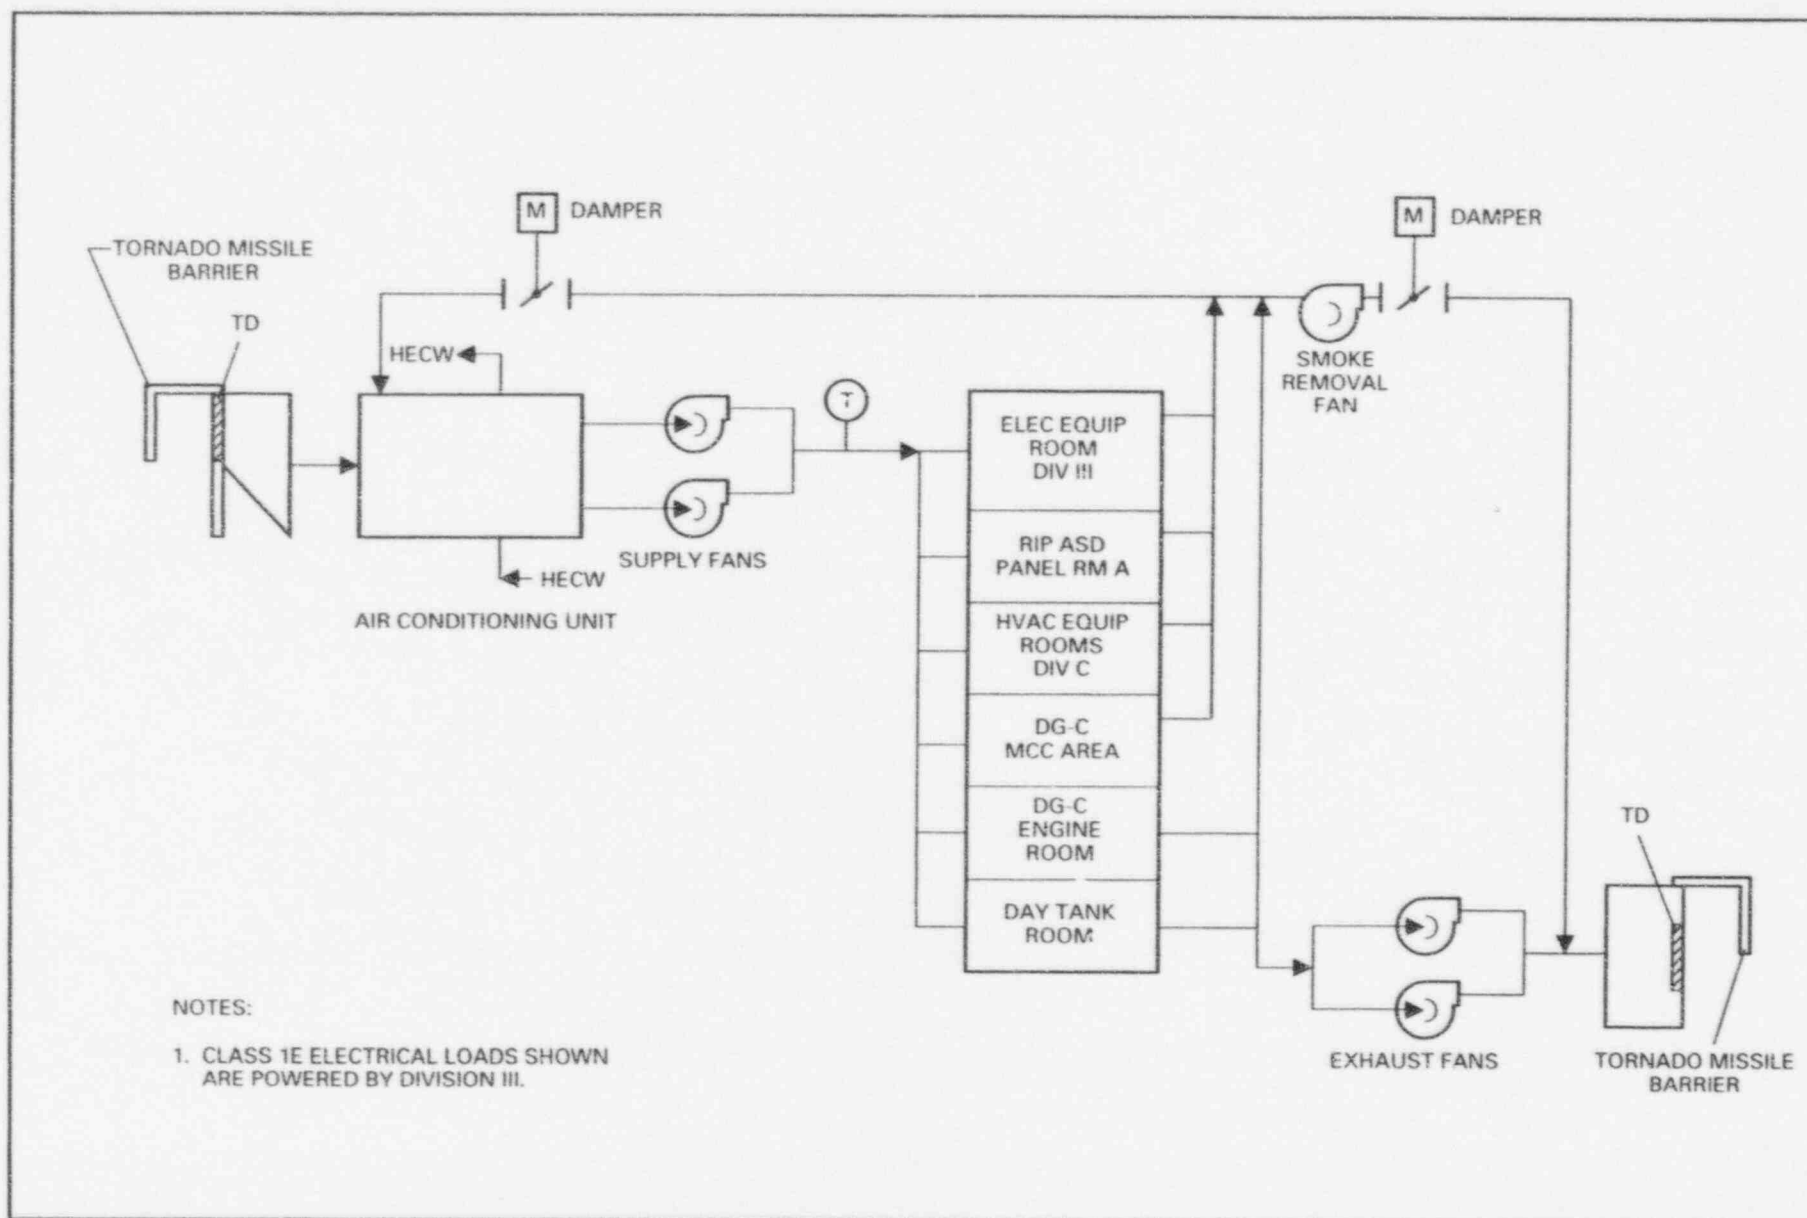 M DAMPER
M DAMPER
TORNADO MISSILE
BARRIER
TD
HECW
T
SMOKE
REMOVAL
FAN
ELEC EQUIP
ROOM
DIV III
SUPPLY FANS
HECW
RIP ASD
PANEL RM A
AIR CONDITIONING UNIT
HVAC EQUIP
ROOMS
DIV C
DG-C
MCC AREA
DG-C
ENGINE
ROOM
TD
DAY TANK
ROOM
NOTES:
1. CLASS 1E ELECTRICAL LOADS SHOWN
ARE POWERED BY DIVISION III.
EXHAUST FANS
TORNADO MISSILE
BARRIER